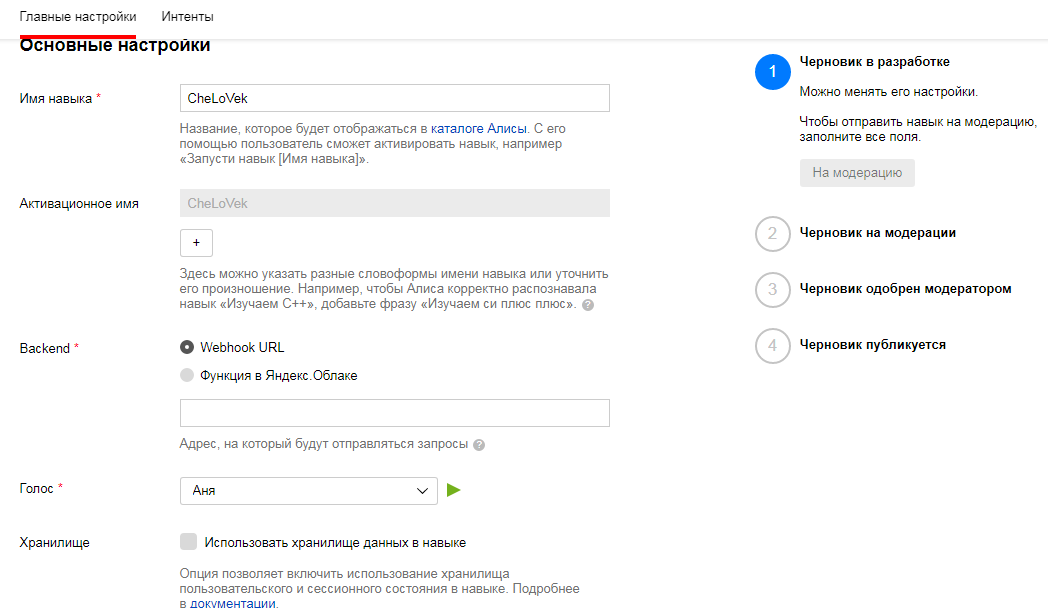 Главные настройки
Интенты
Основные настройки
Имя навыка *
CheLoVek
Название, которое будет отображаться в каталоге Алисы. С его
помощью пользователь сможет активировать навык, например
«Запусти навык [Имя навыка]».
Активационное имя
CheLoVek
+
Здесь можно указать разные словоформы имени навыка или уточнить
его произношение. Например, чтобы Алиса корректно распознавала
навык «Изучаем С++», добавьте фразу «Изучаем си плюс плюс». ?
Backend *
Webhook URL
Функция в Яндекс.Облаке
Адрес, на который будут отправляться запросы ?
Голос *
Аня
Хранилище
Использовать хранилище данных в навыке
Опция позволяет включить использование хранилища
пользовательского и сессионного состояния в навыке. Подробнее
в документации.
1
Черновик в разработке
Можно менять его настройки.
Чтобы отправить навык на модерацию,
заполните все поля.
На модерацию
2
Черновик на модерации
3
Черновик одобрен модератором
4
Черновик публикуется